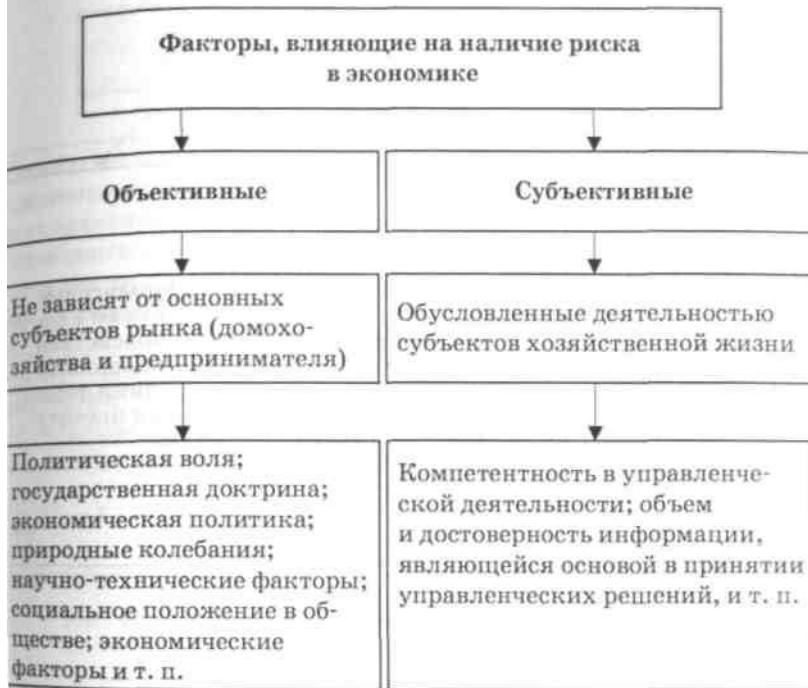 Факторы, влияющие на наличие риска
в экономике
Объективные
Субъективные
Не зависят от основных
субъектов рынка (домохо-
зяйства и предпринимателя)
Обусловленные деятельностью
субъектов хозяйственной жизни
Политическая воля;
государственная доктрина;
экономическая политика;
природные колебания;
научно-технические факторы;
социальное положение в об-
ществе; экономические
факторы и т. п.
Компетентность в управленче-
ской деятельности; объем
и достоверность информации,
являющейся основой в принятии
управленческих решений, и т. п.